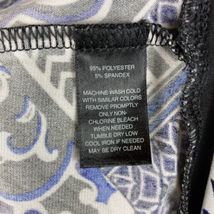 95% POLYESTER
5% SPANDEX
MACHINE WASH COLD
WITH SIMILAR COLORS
REMOVE PROMPTLY
ONLY NON-
CHLORINE BLEACH
WHEN NEEDED
TUMBLE DRY LOW
COOL IRON IF NEEDED
MAY BE DRY CLEAN